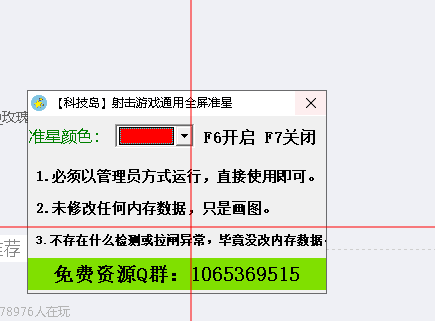 【科技岛】射击游戏通用全屏准星
玫瑰
准星颜色：
F6开启 F7关闭
1.必须以管理员方式运行，直接使用即可。
2.未修改任何内存数据，只是画图。
推荐
3.不存在什么检测或拉闸异常，毕竟没改内存数据
免费资源Q群：1065369515
78976人在玩